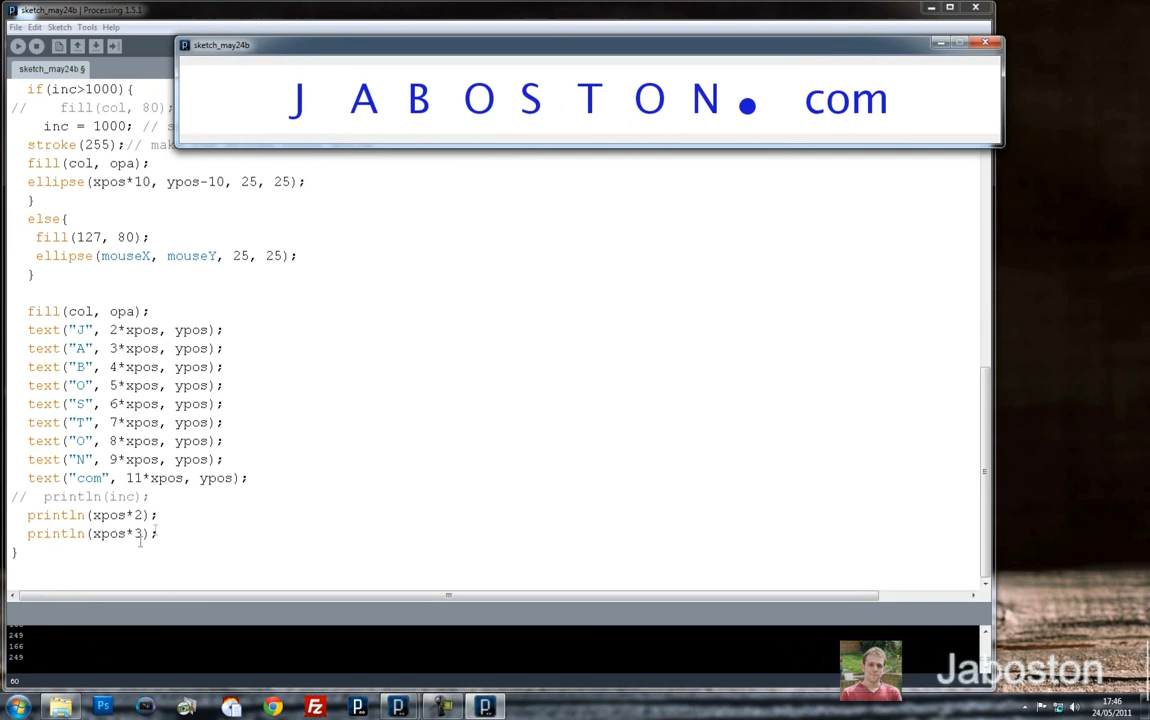 sketch_may24b | Processing 1.5.1
File Edit Sketch Tools Help
sketch_may24b §
sketch_may24b
J A B O S T O N . com
if(inc>1000){
// fill(col, 80);
inc = 1000; // s
stroke(255);// mak
fill(col, opa);
ellipse(xpos*10, ypos-10, 25, 25);
}
else{
fill(127, 80);
ellipse(mouseX, mouseY, 25, 25);
}
fill(col, opa);
text("J", 2*xpos, ypos);
text("A", 3*xpos, ypos);
text("B", 4*xpos, ypos);
text("O", 5*xpos, ypos);
text("S", 6*xpos, ypos);
text("T", 7*xpos, ypos);
text("O", 8*xpos, ypos);
text("N", 9*xpos, ypos);
text("com", 11*xpos, ypos);
// println(inc);
println(xpos*2);
println(xpos*3);
}
249
166
249
60
Jaboston
17:46
24/05/2011